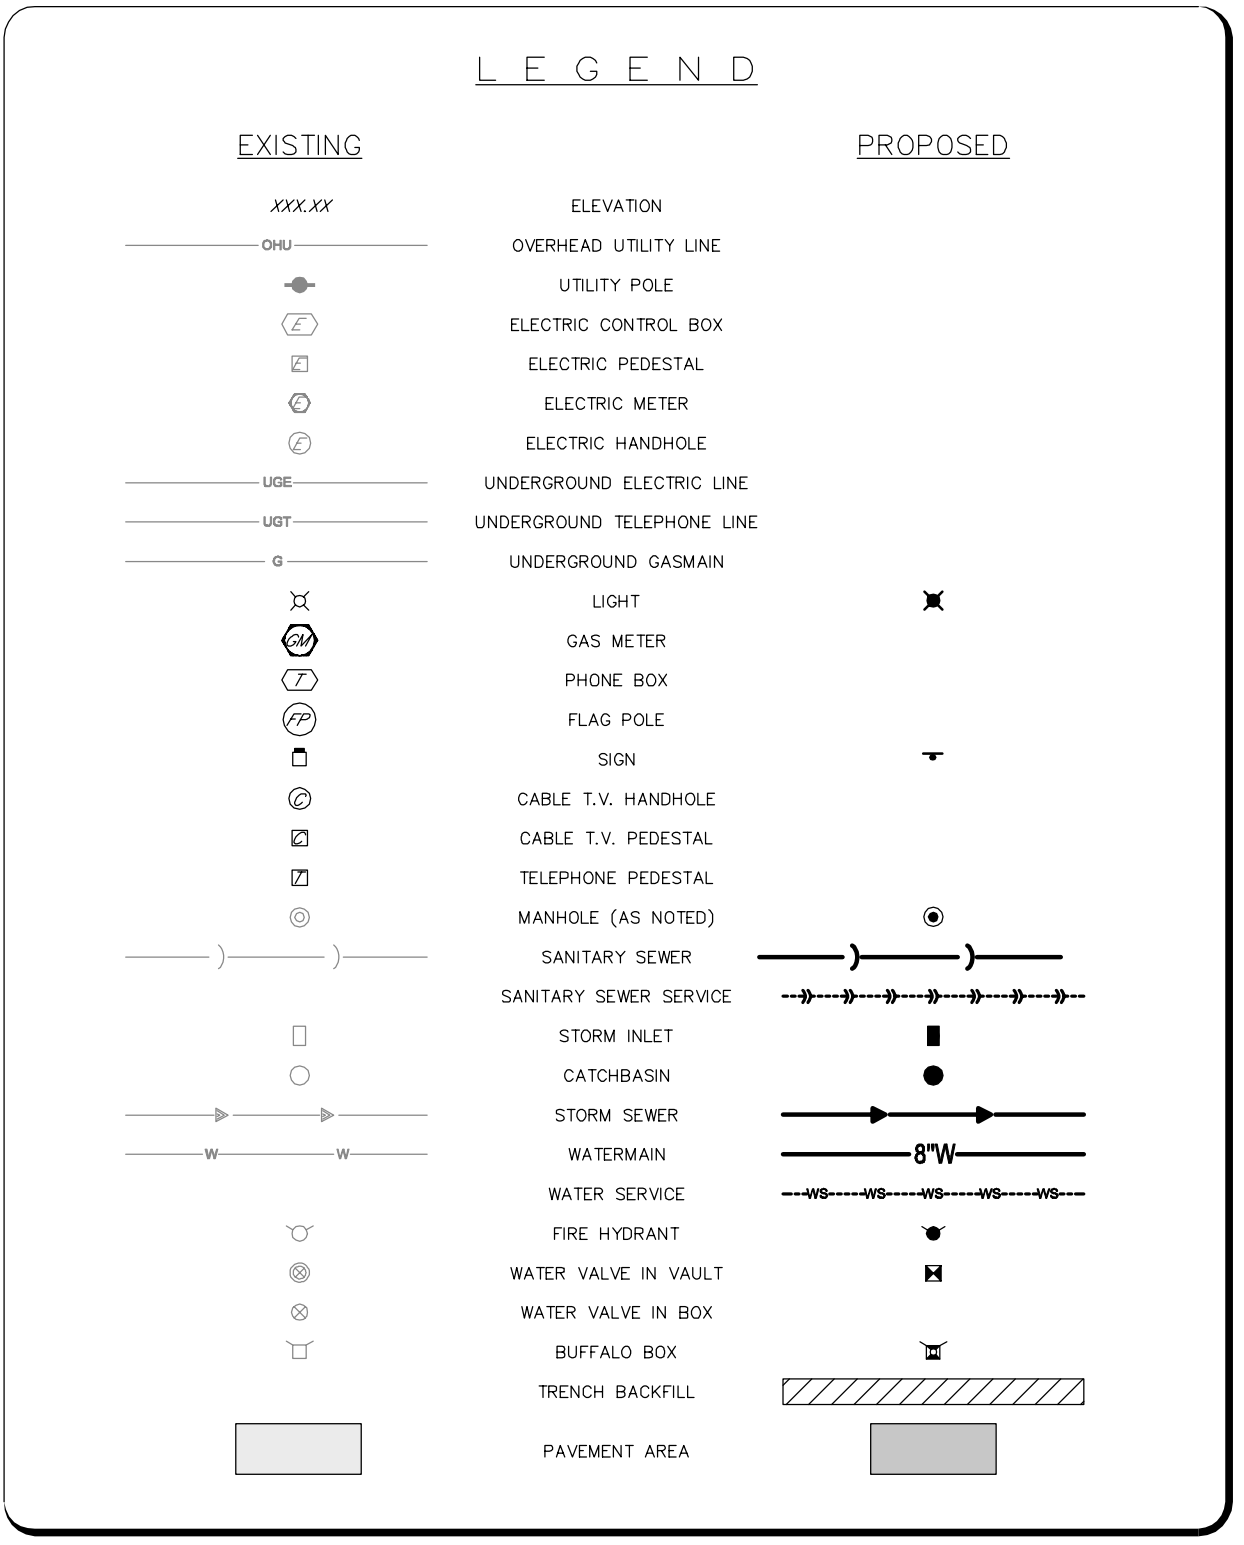 LEGEND
EXISTING PROPOSED
XXX.XX ELEVATION
OHU OVERHEAD UTILITY LINE
UTILITY POLE
E ELECTRIC CONTROL BOX
E ELECTRIC PEDESTAL
E ELECTRIC METER
E ELECTRIC HANDHOLE
UGE UNDERGROUND ELECTRIC LINE
UGT UNDERGROUND TELEPHONE LINE
G UNDERGROUND GASMAIN
LIGHT
GM GAS METER
T PHONE BOX
FP FLAG POLE
SIGN
C CABLE T.V. HANDHOLE
C CABLE T.V. PEDESTAL
T TELEPHONE PEDESTAL
MANHOLE (AS NOTED)
SANITARY SEWER
SANITARY SEWER SERVICE
STORM INLET
CATCHBASIN
STORM SEWER
W W WATERMAIN 8"W
WATER SERVICE WS WS WS WS WS
FIRE HYDRANT
WATER VALVE IN VAULT
WATER VALVE IN BOX
BUFFALO BOX
TRENCH BACKFILL
PAVEMENT AREA